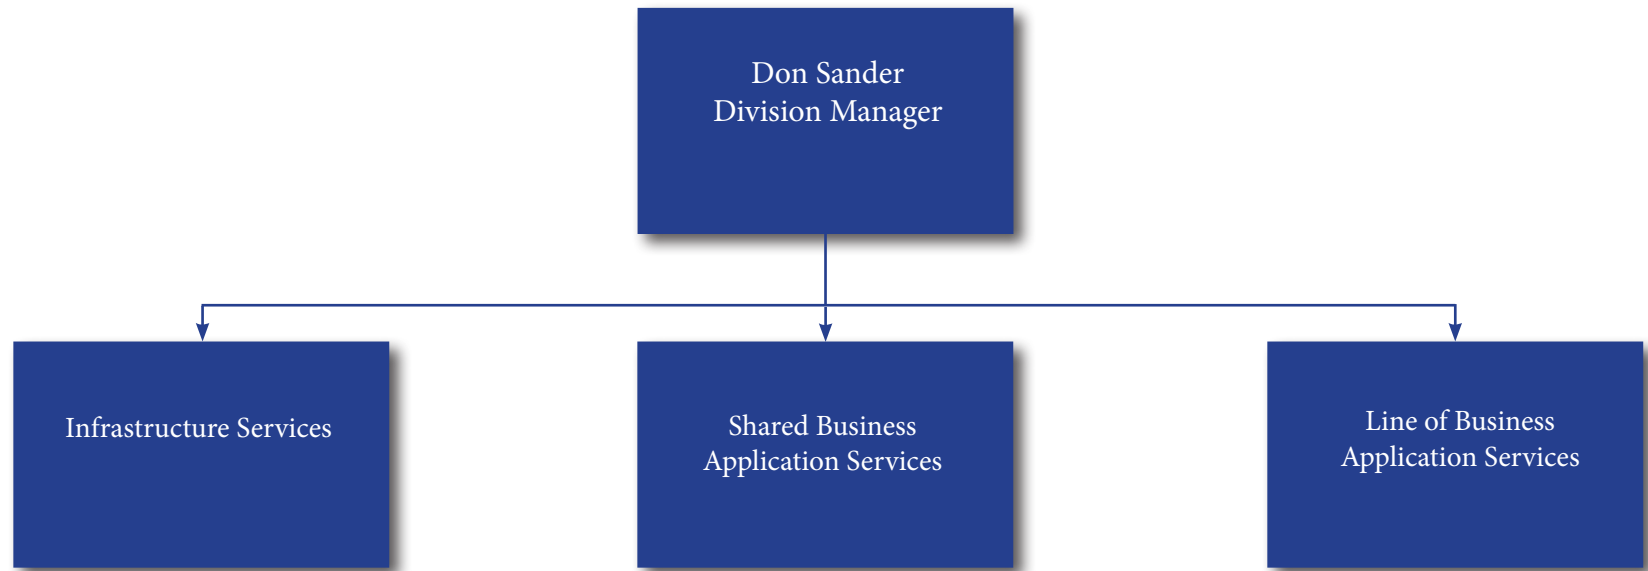 Don Sander
Division Manager
Infrastructure Services
Shared Business
Application Services
Line of Business
Application Services